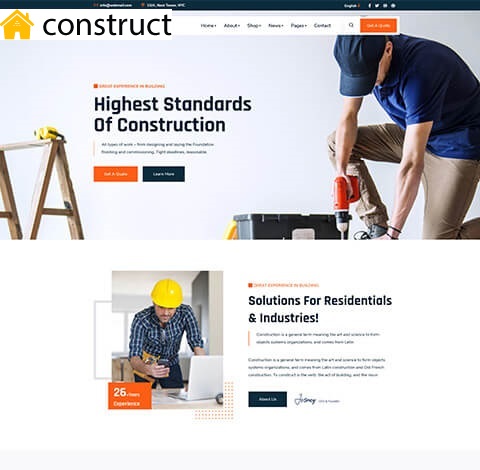 info@webmail.com
1201, Next Tower, NYC
English
construct
Home
About
Shop
News
Pages
Contact
Get A Quote
GREAT EXPERIENCE IN BUILDING
Highest Standards
Of Construction
All types of work – from designing and laying the Foundation
finishing and commissioning. Tight deadlines, reasonable.
Get A Quote
Learn More
GREAT EXPERIENCE IN BUILDING
Solutions For Residentials
& Industries!
Construction is a general term meaning the art and science to form
objects systems organizations, and comes from Latin
Construction is a general term meaning the art and science to form objects
systems, organizations, and comes from Latin construction and Old French
construction. To construct is the verb: the act of building, and the noun
26 +Years
Experience
About Us
CEO & Founder